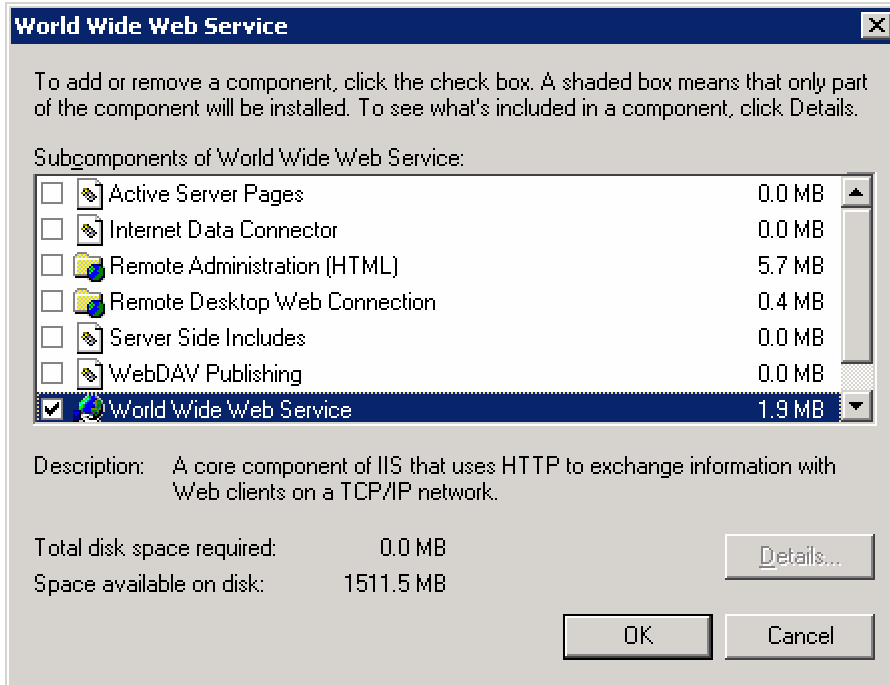 World Wide Web Service
To add or remove a component, click the check box. A shaded box means that only part
of the component will be installed. To see what's included in a component, click Details.
Subcomponents of World Wide Web Service:
Active Server Pages 0.0 MB
Internet Data Connector 0.0 MB
Remote Administration (HTML) 5.7 MB
Remote Desktop Web Connection 0.4 MB
Server Side Includes 0.0 MB
WebDAV Publishing 0.0 MB
World Wide Web Service 1.9 MB
Description: A core component of IIS that uses HTTP to exchange information with
Web clients on a TCP/IP network.
Total disk space required: 0.0 MB
Details...
Space available on disk: 1511.5 MB
OK Cancel